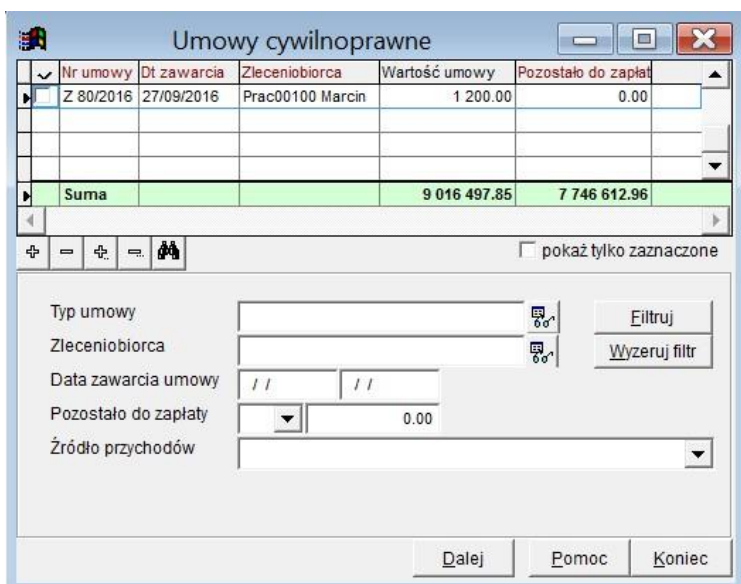 Umowy cywilnoprawne
Nr umowy Dt zawarcia Zleceniobiorca Wartość umowy Pozostało do zapłat
Z 80/2016 27/09/2016 Prac00100 Marcin 1 200.00 0.00
Suma 9 016 497.85 7 746 612.96
pokaż tylko zaznaczone
Typ umowy Filtruj
Zleceniobiorca Wyzeruj filtr
Data zawarcia umowy / / / /
Pozostało do zapłaty 0.00
Źródło przychodów
Dalej Pomoc Koniec